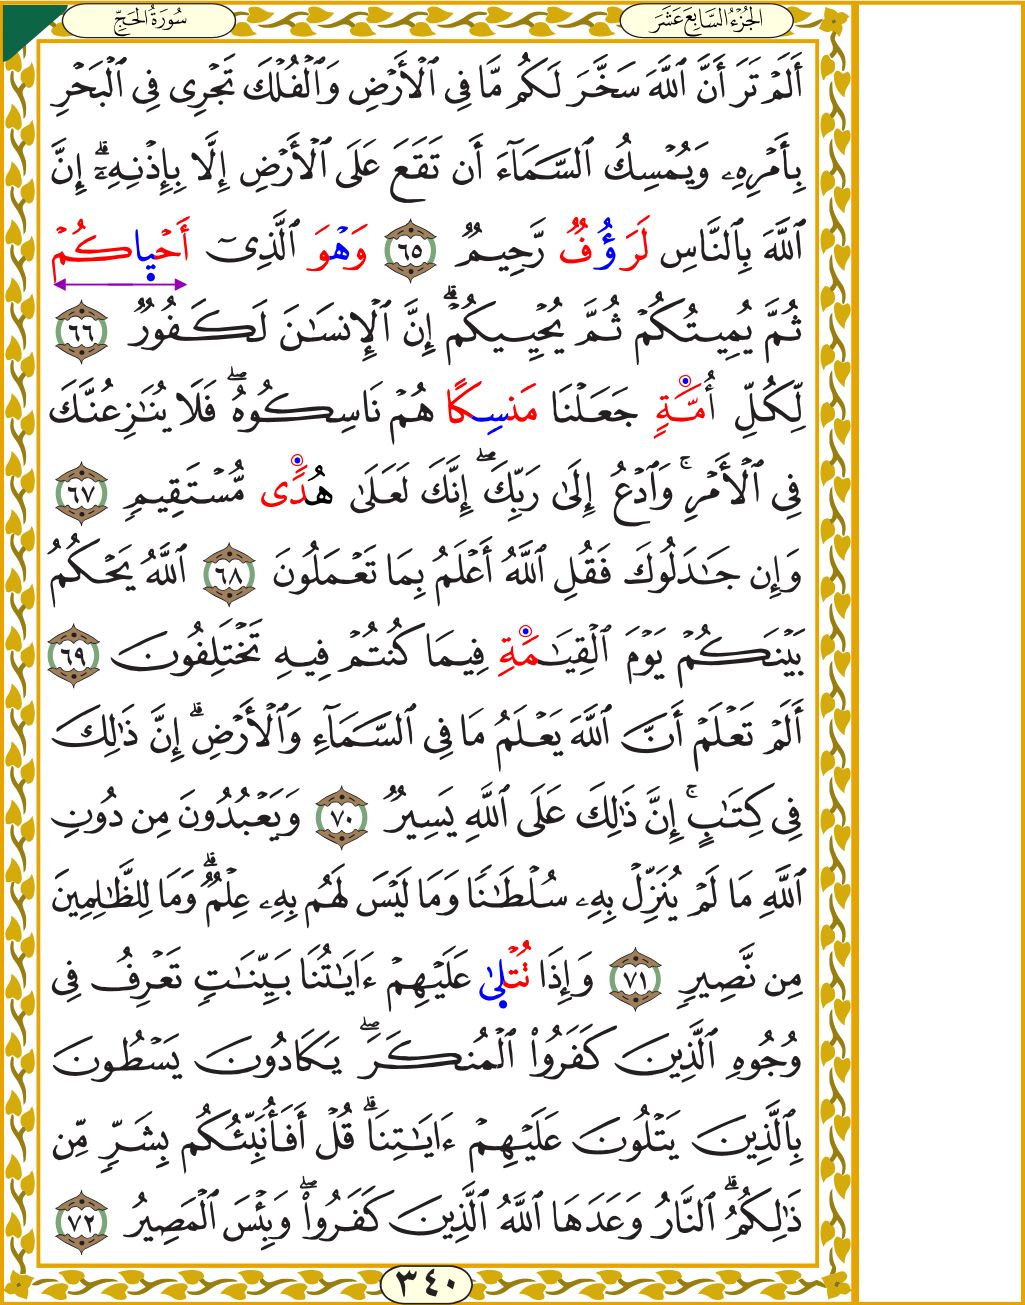 الجُزْءُ السَّابِعَ عَشَرَ
سُورَةُ الحَجِّ
أَلَمْ تَرَ أَنَّ ٱللَّهَ سَخَّرَ لَكُم مَّا فِى ٱلْأَرْضِ وَٱلْفُلْكَ تَجْرِى فِى ٱلْبَحْرِ
بِأَمْرِهِۦ وَيُمْسِكُ ٱلسَّمَآءَ أَن تَقَعَ عَلَى ٱلْأَرْضِ إِلَّا بِإِذْنِهِۦٓ ۗ إِنَّ
ٱللَّهَ بِٱلنَّاسِ لَرَؤُفٌ رَّحِيمٌ ٦٥ وَهْوَ ٱلَّذِىٓ أَحْياكُمْ
ثُمَّ يُمِيتُكُمْ ثُمَّ يُحْيِيكُمْ ۗ إِنَّ ٱلْإِنسَٰنَ لَكَفُورٌ ٦٦
لِّكُلِّ أُمَّةٍ جَعَلْنَا مَنسِكًا هُمْ نَاسِكُوهُ ۖ فَلَا يُنَٰزِعُنَّكَ
فِى ٱلْأَمْرِ ۚ وَٱدْعُ إِلَىٰ رَبِّكَ ۖ إِنَّكَ لَعَلَىٰ هُدًى مُّسْتَقِيمٍ ٦٧
وَإِن جَٰدَلُوكَ فَقُلِ ٱللَّهُ أَعْلَمُ بِمَا تَعْمَلُونَ ٦٨ ٱللَّهُ يَحْكُمُ
بَيْنَكُمْ يَوْمَ ٱلْقِيَٰمَةِ فِيمَا كُنتُمْ فِيهِ تَخْتَلِفُونَ ٦٩
أَلَمْ تَعْلَمْ أَنَّ ٱللَّهَ يَعْلَمُ مَا فِى ٱلسَّمَآءِ وَٱلْأَرْضِ ۗ إِنَّ ذَٰلِكَ
فِى كِتَٰبٍ ۚ إِنَّ ذَٰلِكَ عَلَى ٱللَّهِ يَسِيرٌ ٧٠ وَيَعْبُدُونَ مِن دُونِ
ٱللَّهِ مَا لَمْ يُنَزِّلْ بِهِۦ سُلْطَٰنًا وَمَا لَيْسَ لَهُم بِهِۦ عِلْمٌ ۗ وَمَا لِلظَّٰلِمِينَ
مِن نَّصِيرٍ ٧١ وَإِذَا تُتْلَىٰ عَلَيْهِمْ ءَايَٰتُنَا بَيِّنَٰتٍ تَعْرِفُ فِى
وُجُوهِ ٱلَّذِينَ كَفَرُوا۟ ٱلْمُنكَرَ ۖ يَكَادُونَ يَسْطُونَ
بِٱلَّذِينَ يَتْلُونَ عَلَيْهِمْ ءَايَٰتِنَا ۗ قُلْ أَفَأُنَبِّئُكُم بِشَرٍّ مِّن
ذَٰلِكُمُ ۗ ٱلنَّارُ وَعَدَهَا ٱللَّهُ ٱلَّذِينَ كَفَرُوا۟ ۖ وَبِئْسَ ٱلْمَصِيرُ ٧٢
٣٤٠